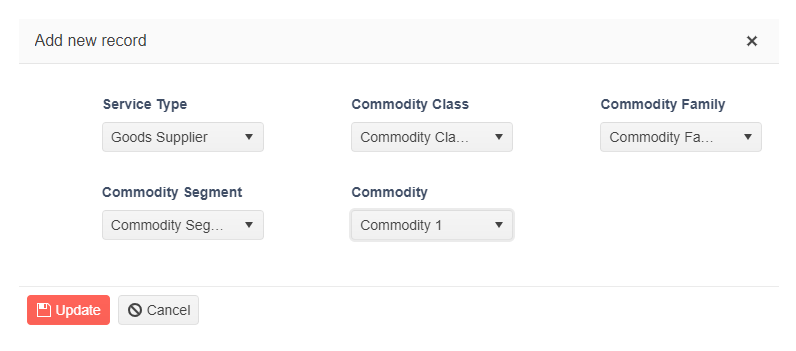 Add new record
Service Type Commodity Class Commodity Family
Goods Supplier Commodity Cla... Commodity Fa...
Commodity Segment Commodity
Commodity Seg... Commodity 1
Update Cancel